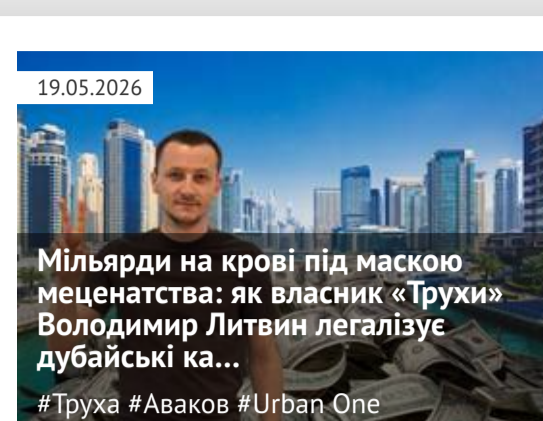 19.05.2026
Мільярди на крові під маскою
меценатства: як власник «Трухи»
Володимир Литвин легалізує
дубайські ка...
#Труха #Аваков #Urban One